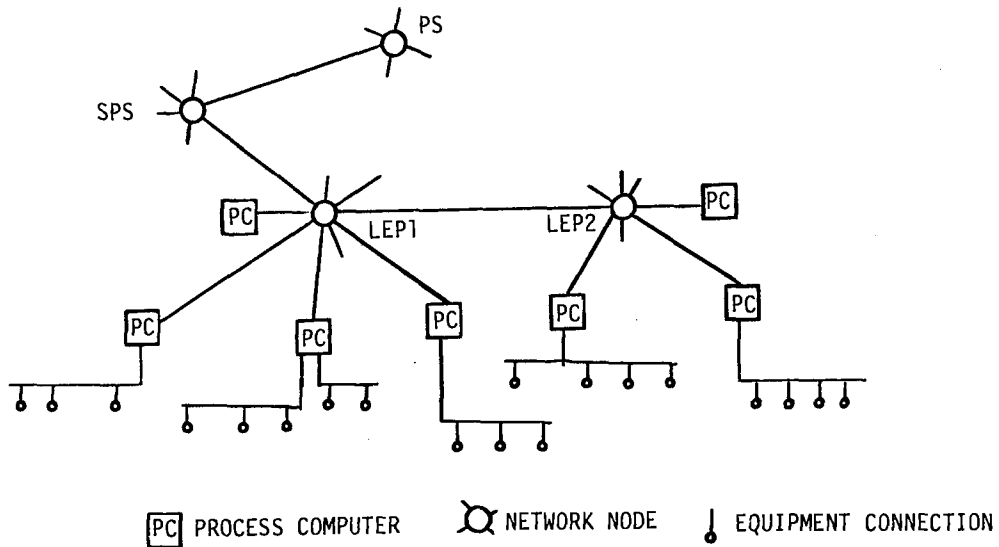 PS
SPS
PC
LEP1
LEP2
PC
PC
PC
PC
PC
PC
PC PROCESS COMPUTER
NETWORK NODE
EQUIPMENT CONNECTION